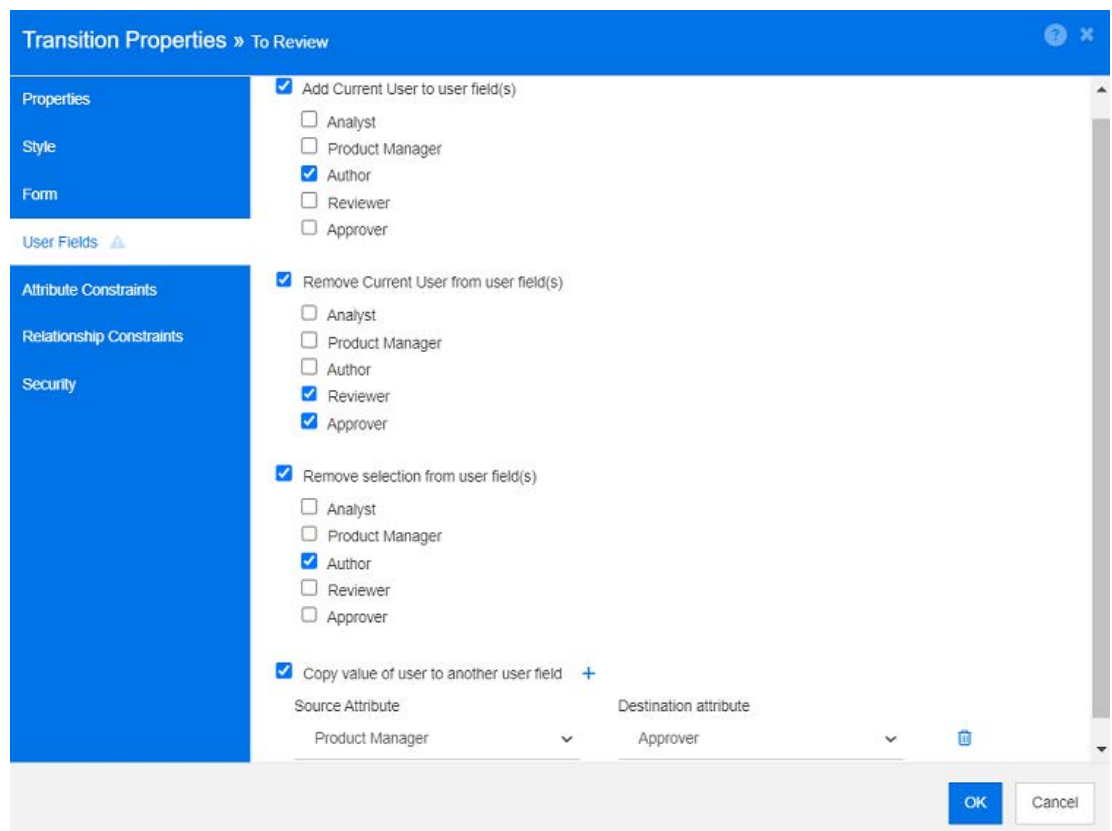 Transition Properties » To Review
Properties
Style
Form
User Fields
Attribute Constraints
Relationship Constraints
Security
Add Current User to user field(s)
Analyst
Product Manager
Author
Reviewer
Approver
Remove Current User from user field(s)
Analyst
Product Manager
Author
Reviewer
Approver
Remove selection from user field(s)
Analyst
Product Manager
Author
Reviewer
Approver
Copy value of user to another user field +
Source Attribute Destination attribute
Product Manager Approver
OK Cancel